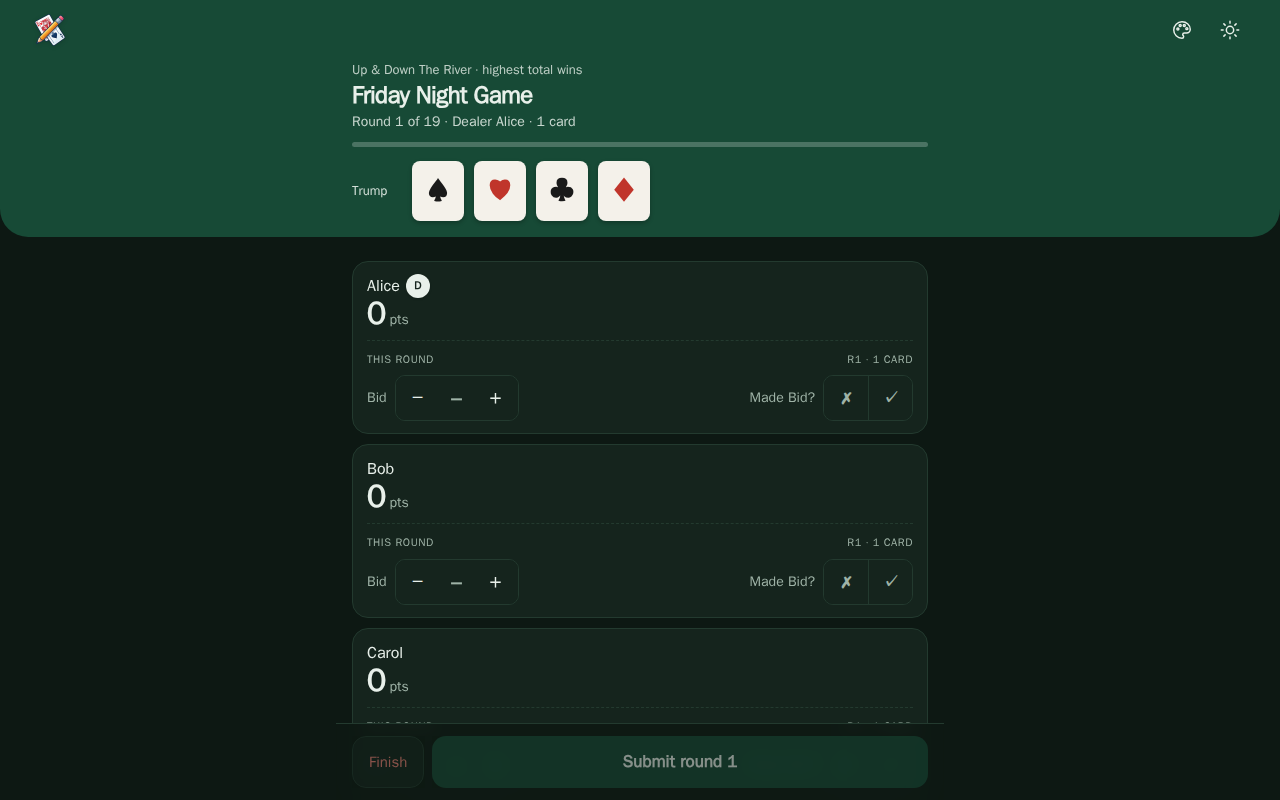 Up & Down The River · highest total wins
Friday Night Game
Round 1 of 19 · Dealer Alice · 1 card
Trump
Alice D
0 pts
THIS ROUND R1 · 1 CARD
Bid − – + Made Bid? ✗ ✓
Bob
0 pts
THIS ROUND R1 · 1 CARD
Bid − – + Made Bid? ✗ ✓
Carol
0 pts
Finish Submit round 1